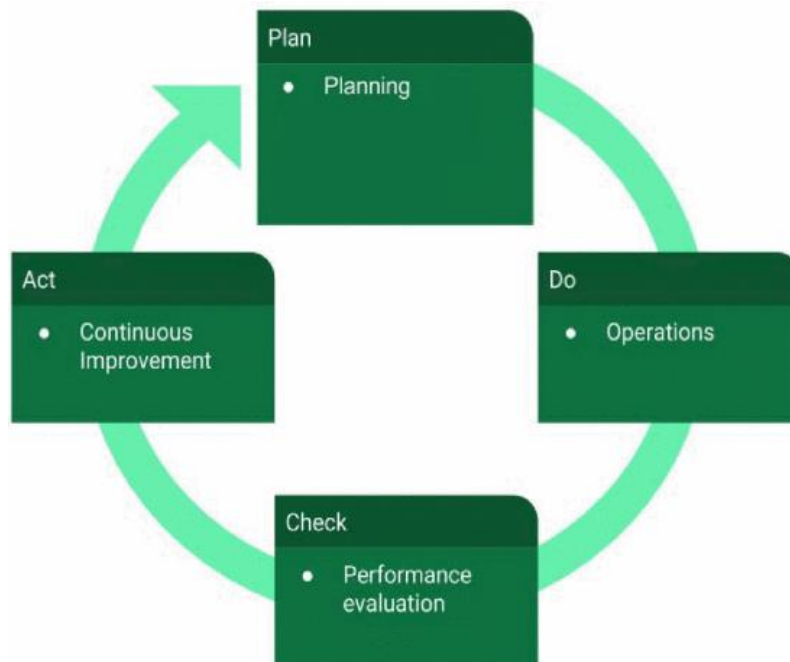 Plan
• Planning
Do
• Operations
Check
• Performance
evaluation
Act
• Continuous
Improvement